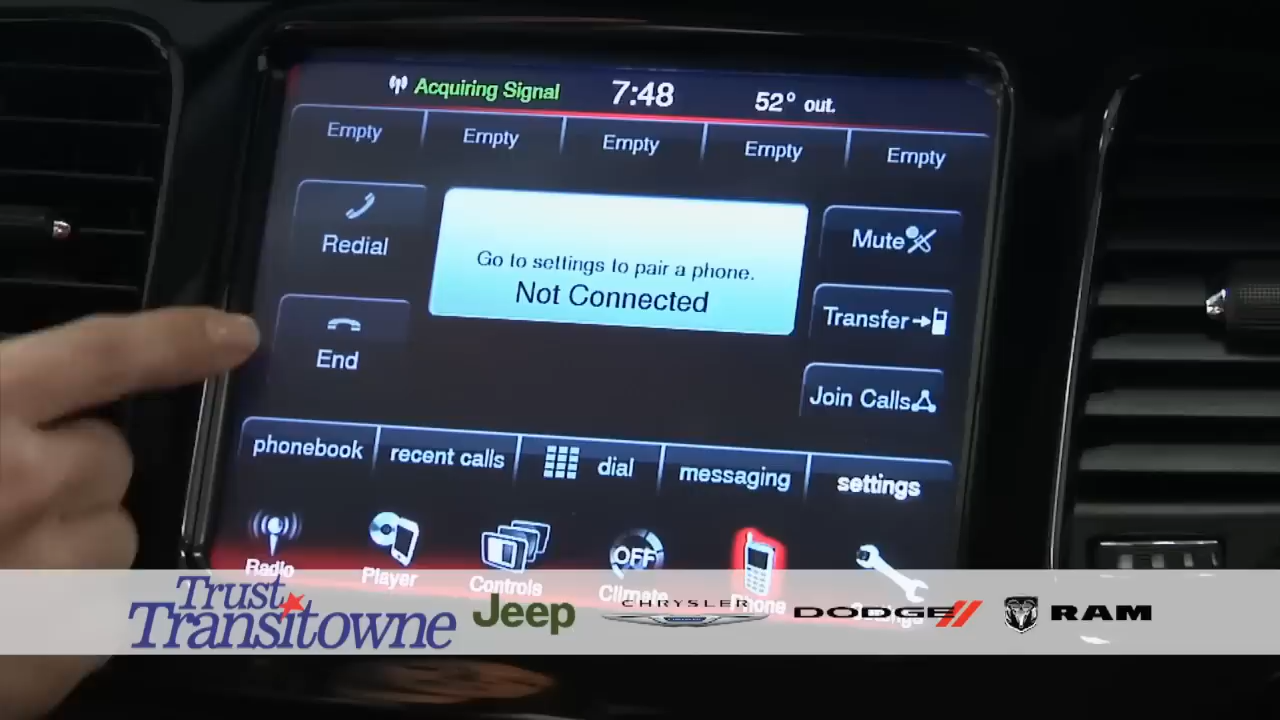 Acquiring Signal 7:48 52° out.
Empty Empty Empty Empty Empty
Redial
Go to settings to pair a phone.
Not Connected
Mute
Transfer
End
Join Calls
phonebook recent calls dial messaging settings
OFF
Radio Player Controls Climate Phone Settings
Trust
Transitowne
Jeep
CHRYSLER
DODGE
RAM